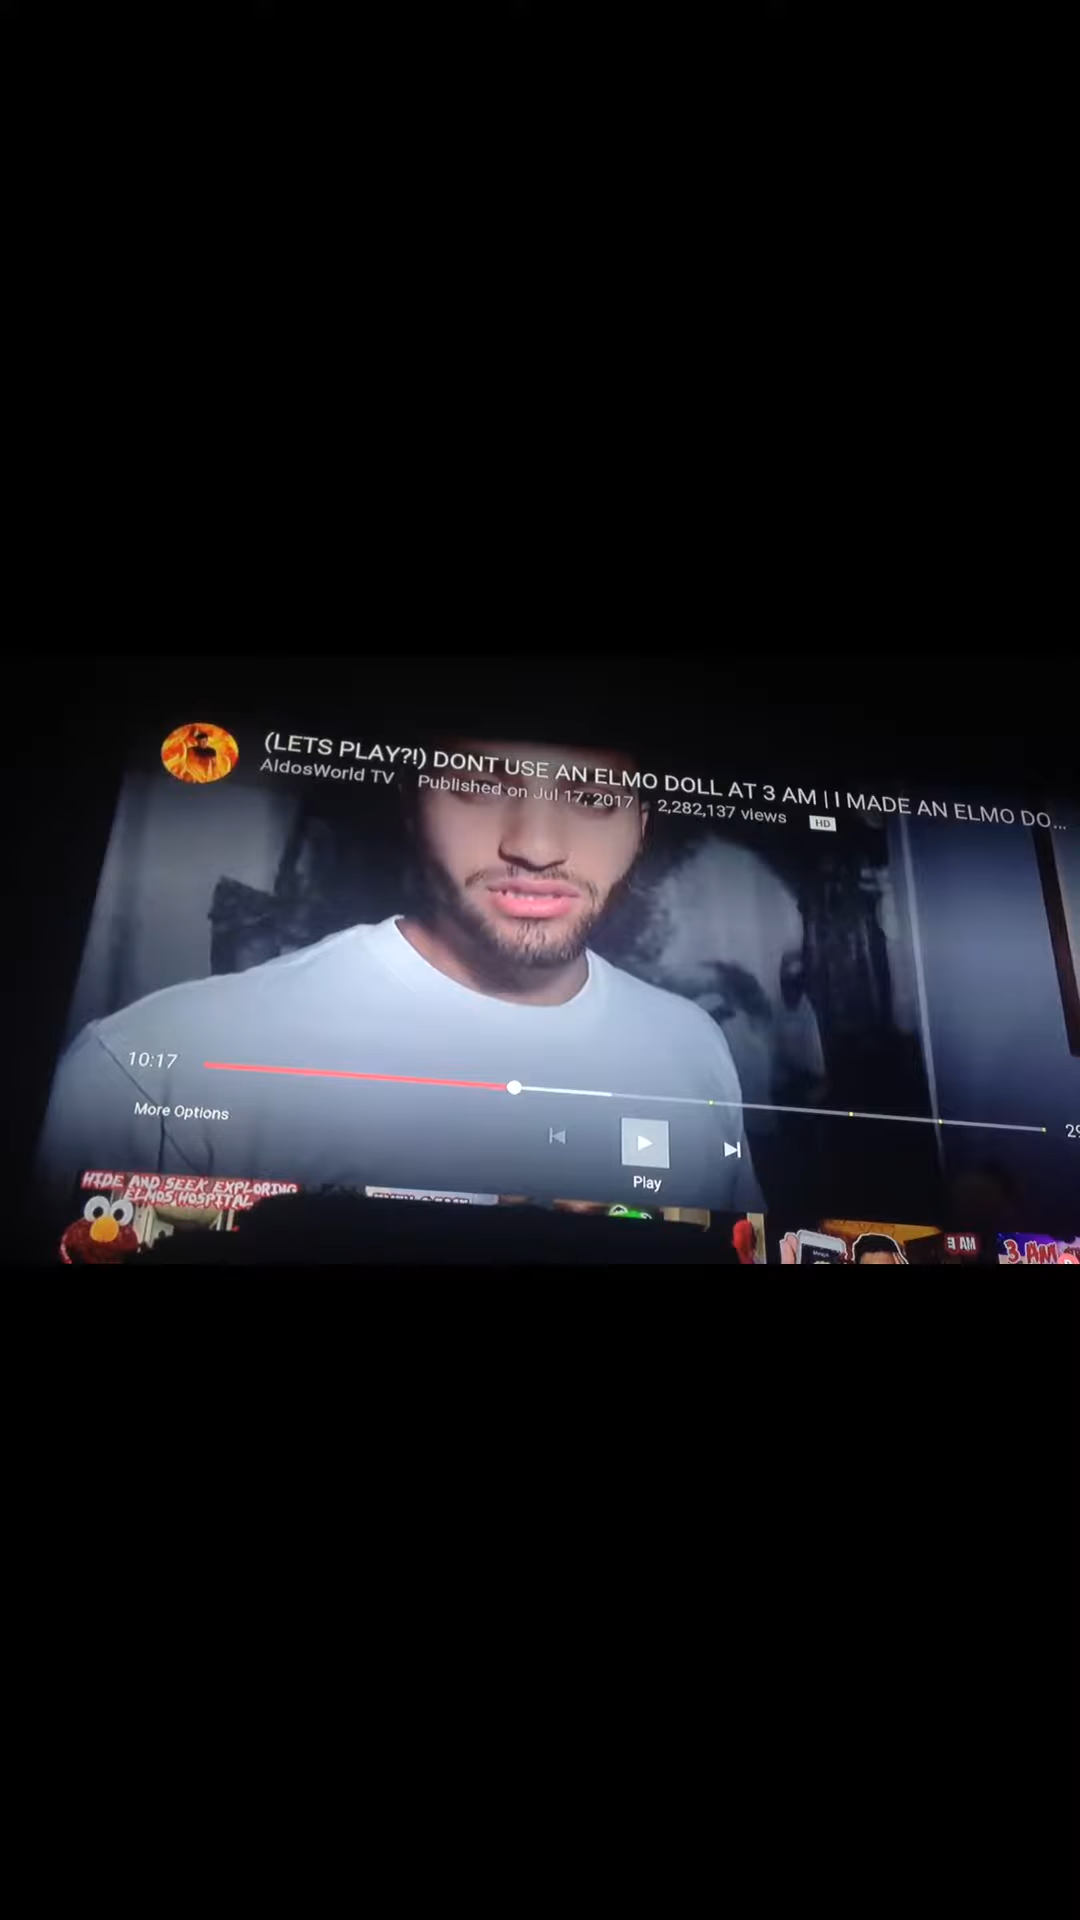 (LETS PLAY?!) DONT USE AN ELMO DOLL AT 3 AM | I MADE AN ELMO DO...
AldosWorld TV Published on Jul 17, 2017 2,282,137 views HD
10:17
More Options
Play
HIDE AND SEEK EXPLORING
ELMOS HOSPITAL
3 AM
3 AM